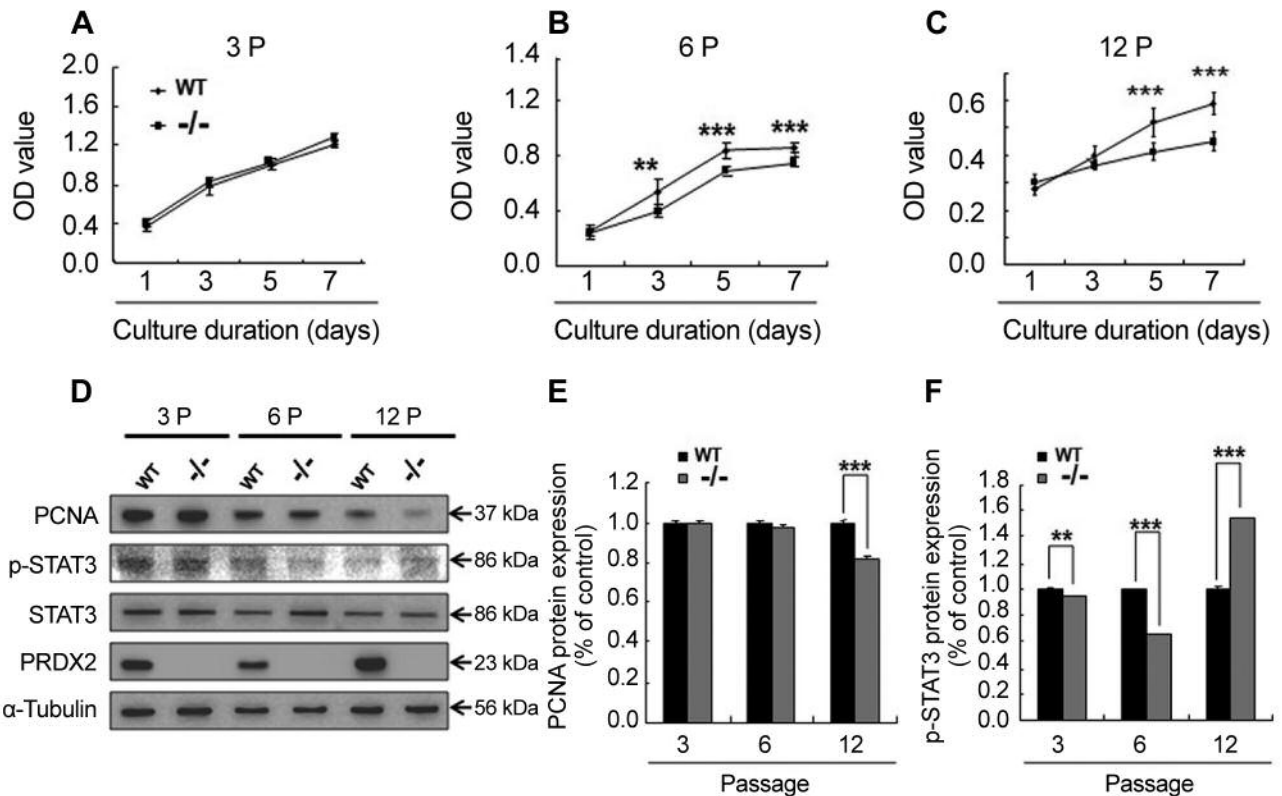 A
3 P
2.0
1.6
1.2
0.8
0.4
0.0
OD value
WT
-/-
1 3 5 7
Culture duration (days)
B
6 P
1.4
1.2
0.8
0.4
0.0
OD value
** *** ***
1 3 5 7
Culture duration (days)
C
12 P
0.6
0.4
0.2
0.0
OD value
*** ***
1 3 5 7
Culture duration (days)
D
3 P 6 P 12 P
WT -/- WT -/- WT -/-
PCNA 37 kDa
p-STAT3 86 kDa
STAT3 86 kDa
PRDX2 23 kDa
α-Tubulin 56 kDa
E
WT
-/-
PCNA protein expression
(% of control)
1.2
1.0
0.8
0.6
0.4
0.2
0.0
***
3 6 12
Passage
F
WT
-/-
p-STAT3 protein expression
(% of control)
1.8
1.6
1.4
1.2
1.0
0.8
0.6
0.4
0.2
0.0
** *** ***
3 6 12
Passage